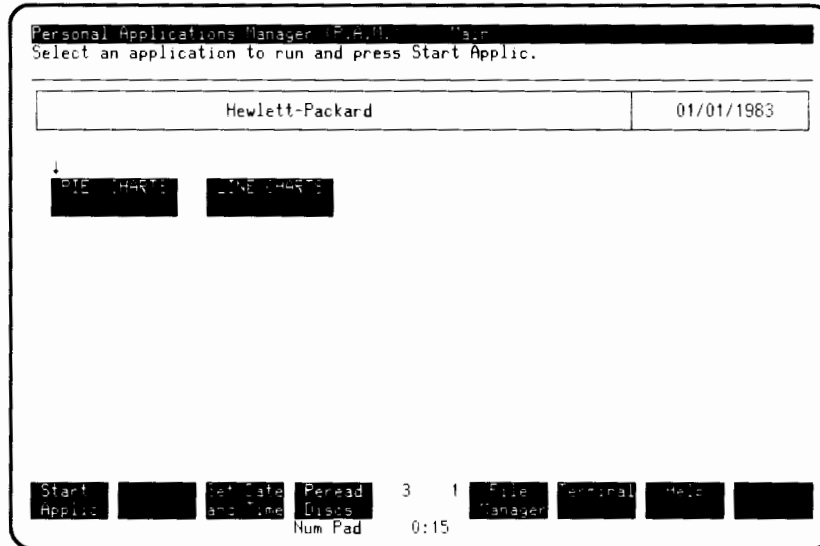 Personal Applications Manager (P.A.M.) Main
Select an application to run and press Start Applic.
Hewlett-Packard 01/01/1983
↓
PIE CHARTS LINE CHARTS
Start Set Date Reread 3 1 File Terminal Help
Applic and Time Discs Manager
Num Pad 0:15